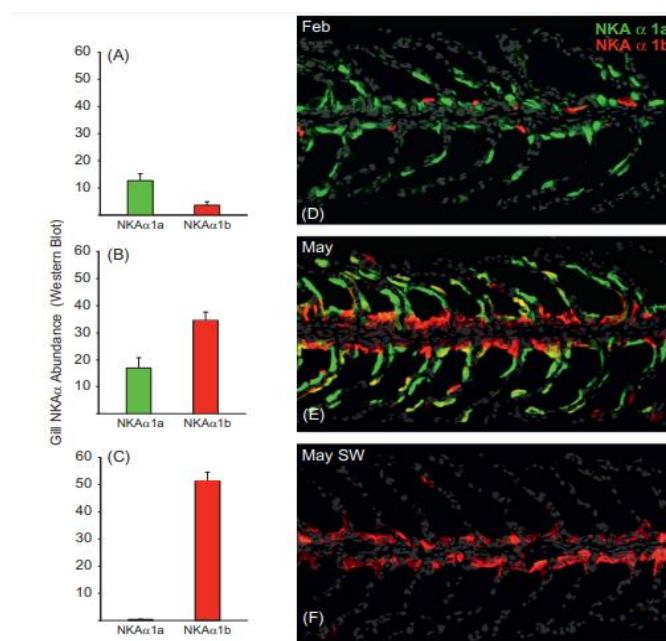 Gill NKAα Abundance (Western Blot)
(A)
60
50
40
30
20
10
NKAα1a NKAα1b
(B)
60
50
40
30
20
10
NKAα1a NKAα1b
(C)
60
50
40
30
20
10
NKAα1a NKAα1b
Feb
NKA α 1a
NKA α 1b
(D)
May
(E)
May SW
(F)